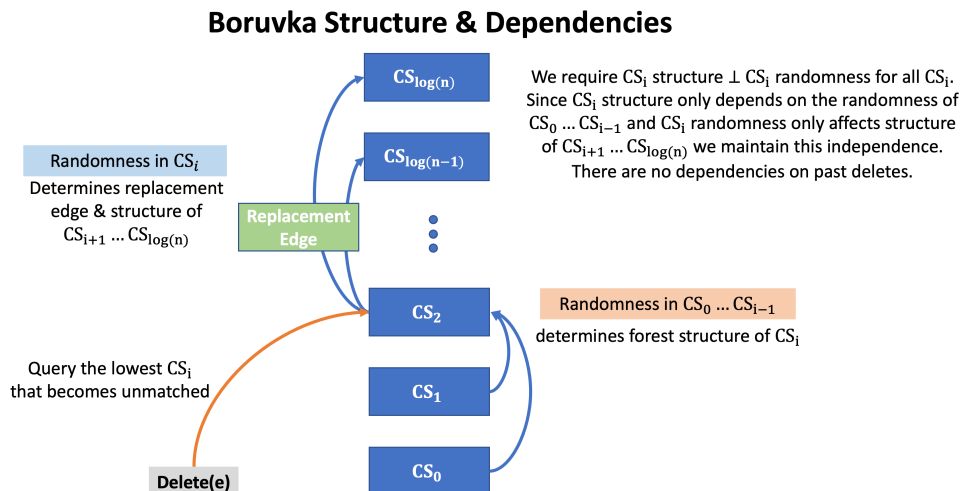 Boruvka Structure & Dependencies
CS_log(n)
We require CS_i structure ⊥ CS_i randomness for all CS_i.
Since CS_i structure only depends on the randomness of
CS_0 … CS_i−1 and CS_i randomness only affects structure
of CS_i+1 … CS_log(n) we maintain this independence.
There are no dependencies on past deletes.
CS_log(n−1)
Randomness in CS_i
Determines replacement
edge & structure of
CS_i+1 … CS_log(n)
Replacement
Edge
CS_2
Randomness in CS_0 … CS_i−1
determines forest structure of CS_i
Query the lowest CS_i
that becomes unmatched
CS_1
CS_0
Delete(e)